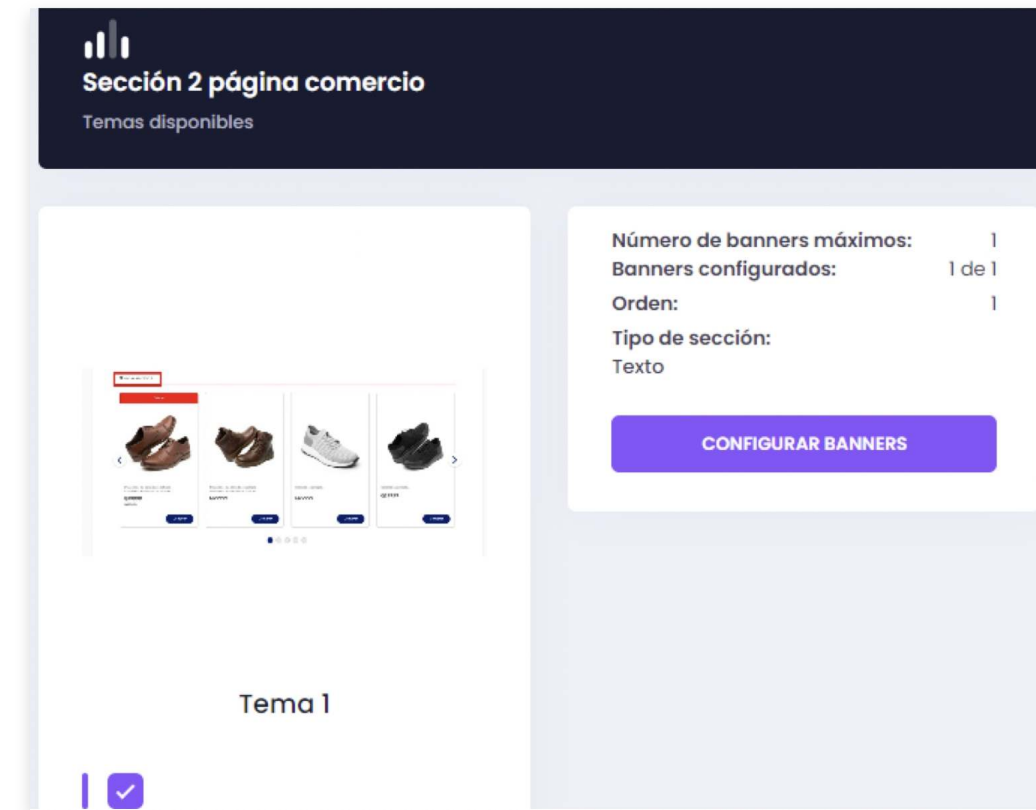 Sección 2 página comercio
Temas disponibles
Número de banners máximos: 1
Banners configurados: 1 de 1
Orden: 1
Tipo de sección:
Texto
CONFIGURAR BANNERS
Tema 1